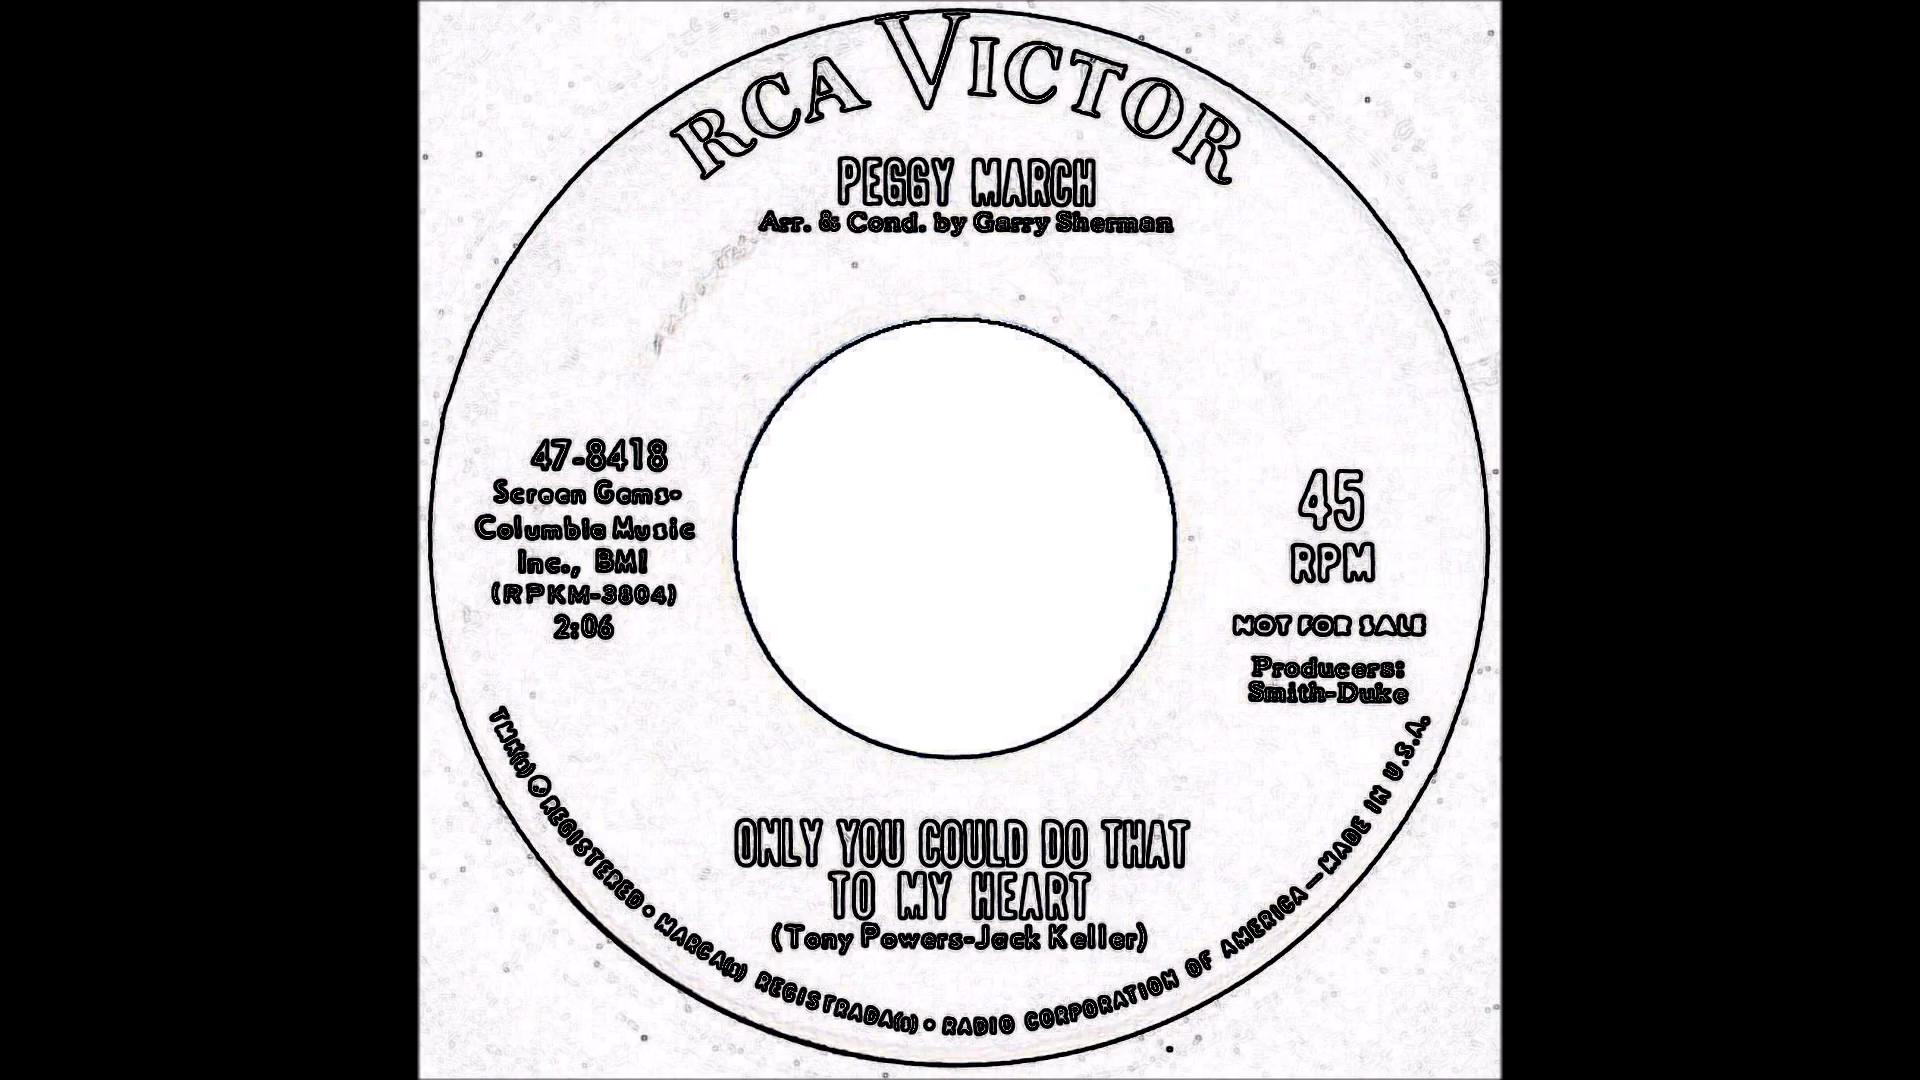 RCA VICTOR
PEGGY MARCH
Arr. & Cond. by Garry Sherman
47-8418
Screen Gems-
Columbia Music
Inc., BMI
(RPKM-3804)
2:06
45
RPM
NOT FOR SALE
Producers:
Smith-Duke
ONLY YOU COULD DO THAT
TO MY HEART
(Tony Powers-Jack Keller)
TMK(s) ® REGISTERED • MARCA(s) REGISTRADA(s) • RADIO CORPORATION OF AMERICA — MADE IN U.S.A.